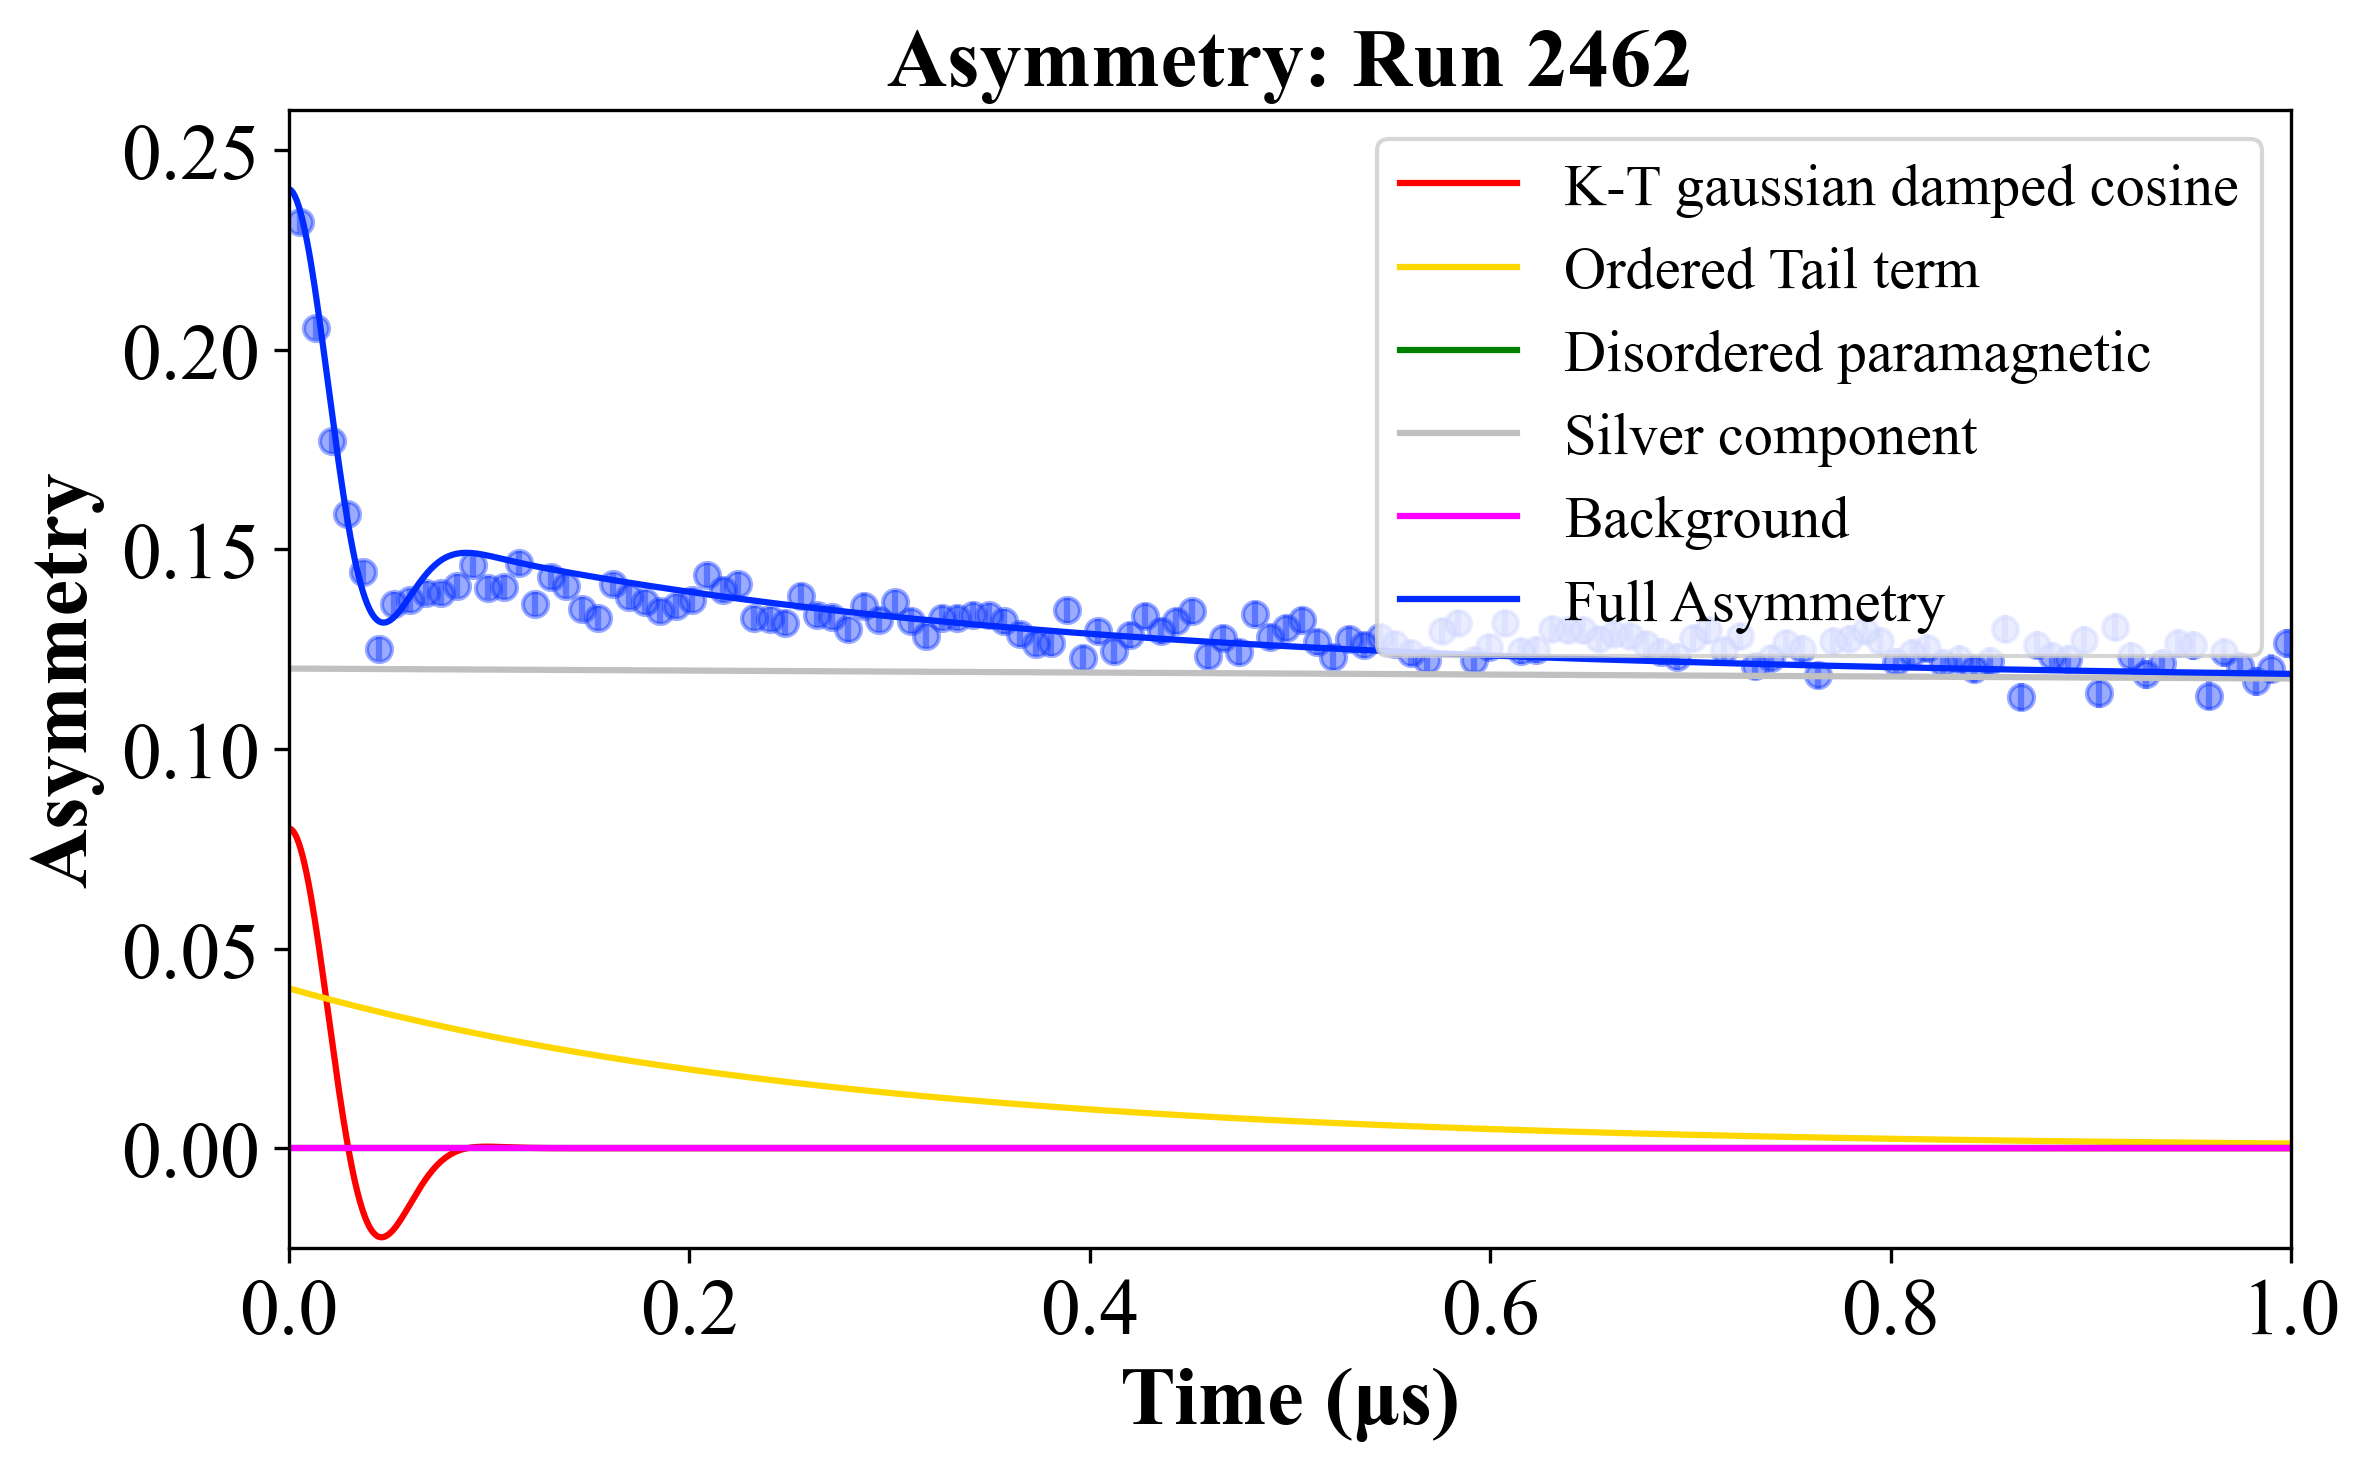 Asymmetry: Run 2462
Asymmetry
0.25
0.20
0.15
0.10
0.05
0.00
K-T gaussian damped cosine
Ordered Tail term
Disordered paramagnetic
Silver component
Background
Full Asymmetry
0.0 0.2 0.4 0.6 0.8 1.0
Time (μs)